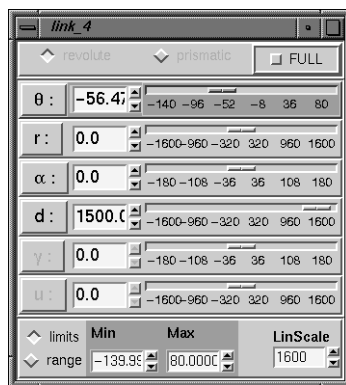 link_4
revolute prismatic FULL
θ : -56.47 -140 -96 -52 -8 36 80
r : 0.0 -1600-960 -320 320 960 1600
α : 0.0 -180 -108 -36 36 108 180
d : 1500.0 -1600-960 -320 320 960 1600
γ : 0.0 -180 -108 -36 36 108 180
u : 0.0 -1600-960 -320 320 960 1600
limits Min Max LinScale
range -139.99 80.0000 1600